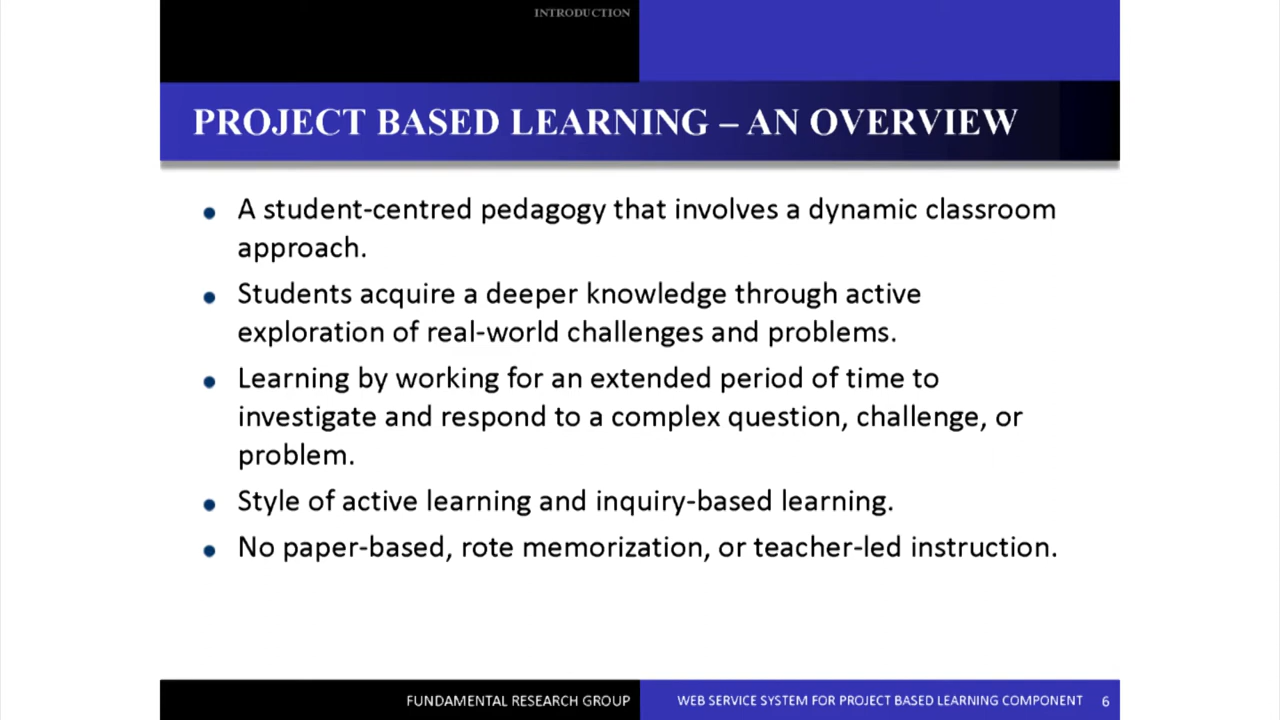 INTRODUCTION
PROJECT BASED LEARNING – AN OVERVIEW
• A student-centred pedagogy that involves a dynamic classroom
approach.
• Students acquire a deeper knowledge through active
exploration of real-world challenges and problems.
• Learning by working for an extended period of time to
investigate and respond to a complex question, challenge, or
problem.
• Style of active learning and inquiry-based learning.
• No paper-based, rote memorization, or teacher-led instruction.
FUNDAMENTAL RESEARCH GROUP
WEB SERVICE SYSTEM FOR PROJECT BASED LEARNING COMPONENT 6